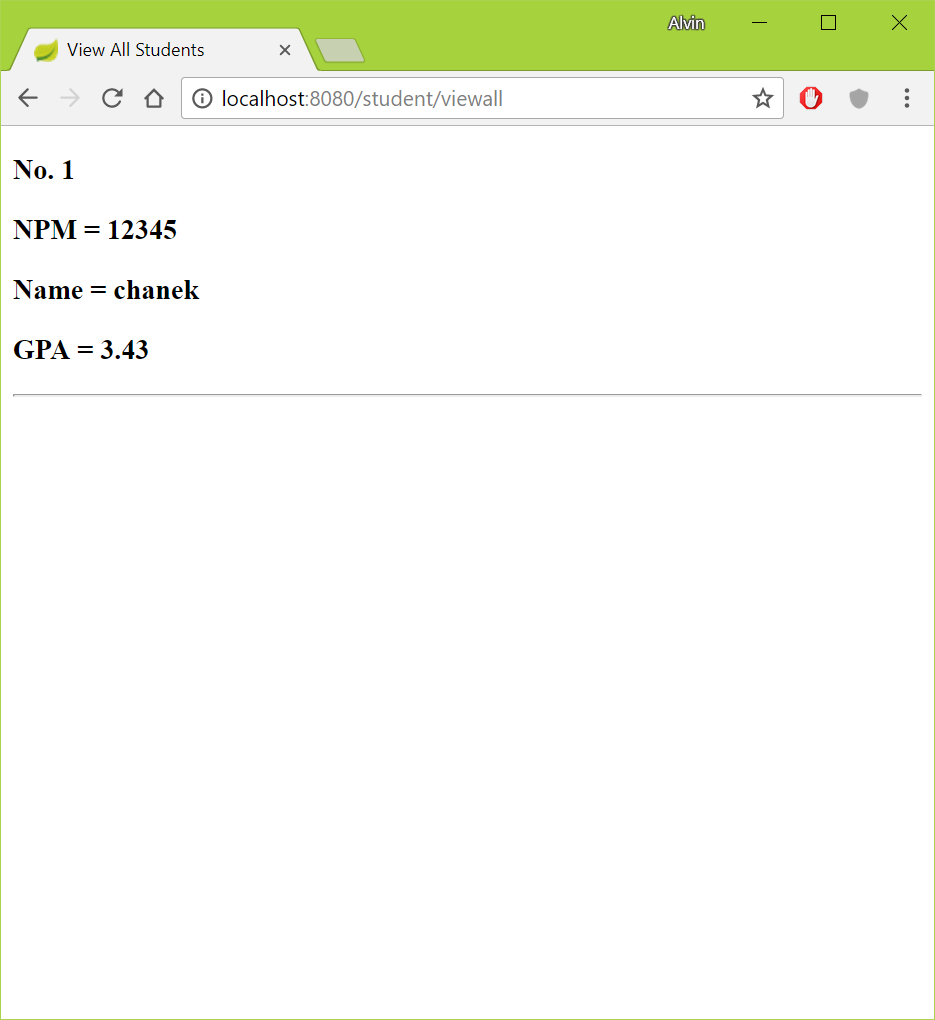 Alvin
View All Students
localhost:8080/student/viewall
No. 1
NPM = 12345
Name = chanek
GPA = 3.43